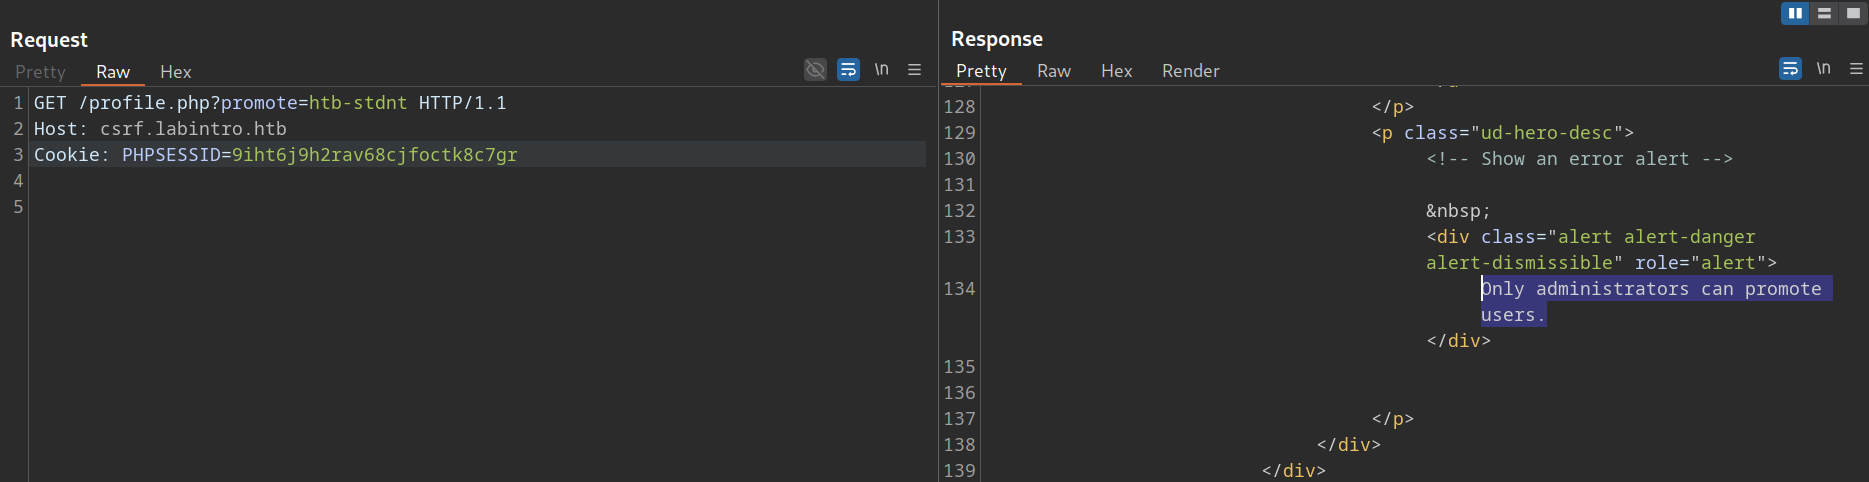 Request
Pretty Raw Hex \n
1 GET /profile.php?promote=htb-stdnt HTTP/1.1
2 Host: csrf.labintro.htb
3 Cookie: PHPSESSID=9iht6j9h2rav68cjfoctk8c7gr
4
5
Response
Pretty Raw Hex Render \n
128 </p>
129 <p class="ud-hero-desc">
130 <!-- Show an error alert -->
131
132 &nbsp;
133 <div class="alert alert-danger
alert-dismissible" role="alert">
134 Only administrators can promote
users.
</div>
135
136
137 </p>
138 </div>
139 </div>